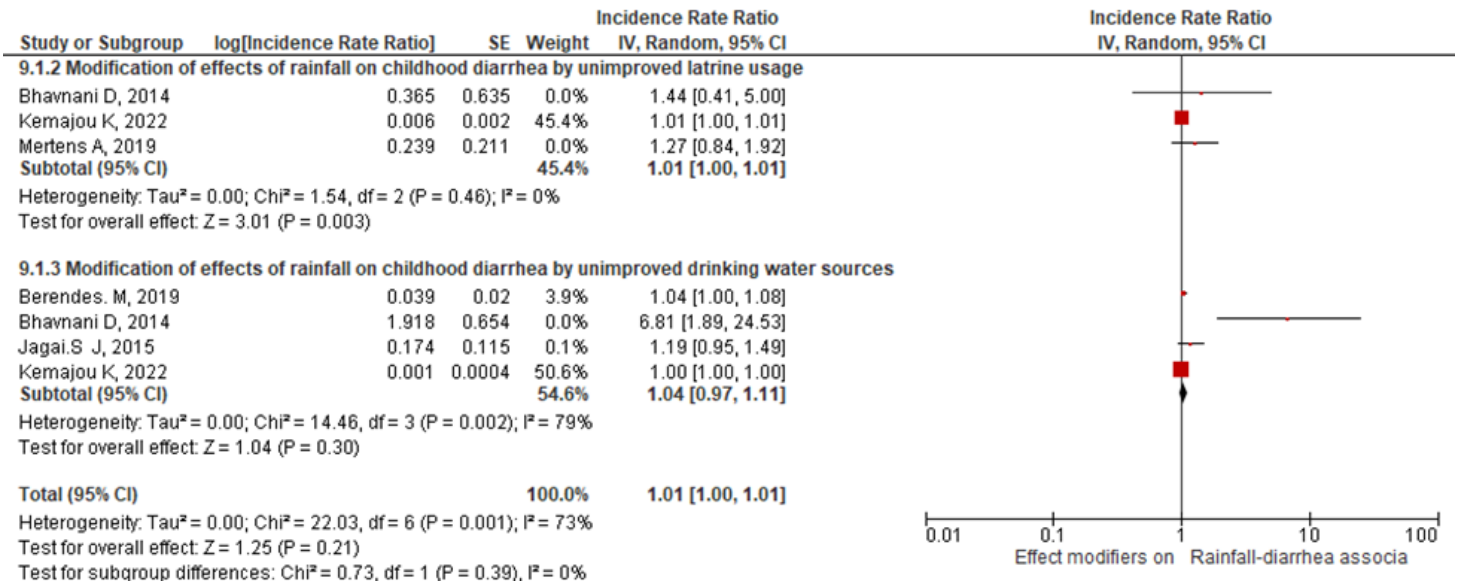 Incidence Rate Ratio Incidence Rate Ratio
Study or Subgroup log[Incidence Rate Ratio] SE Weight IV, Random, 95% CI IV, Random, 95% CI
9.1.2 Modification of effects of rainfall on childhood diarrhea by unimproved latrine usage
Bhavnani D, 2014 0.365 0.635 0.0% 1.44 [0.41, 5.00]
Kemajou K, 2022 0.006 0.002 45.4% 1.01 [1.00, 1.01]
Mertens A, 2019 0.239 0.211 0.0% 1.27 [0.84, 1.92]
Subtotal (95% CI) 45.4% 1.01 [1.00, 1.01]
Heterogeneity: Tau² = 0.00; Chi² = 1.54, df = 2 (P = 0.46); I² = 0%
Test for overall effect: Z = 3.01 (P = 0.003)
9.1.3 Modification of effects of rainfall on childhood diarrhea by unimproved drinking water sources
Berendes. M, 2019 0.039 0.02 3.9% 1.04 [1.00, 1.08]
Bhavnani D, 2014 1.918 0.654 0.0% 6.81 [1.89, 24.53]
Jagai.S J, 2015 0.174 0.115 0.1% 1.19 [0.95, 1.49]
Kemajou K, 2022 0.001 0.0004 50.6% 1.00 [1.00, 1.00]
Subtotal (95% CI) 54.6% 1.04 [0.97, 1.11]
Heterogeneity: Tau² = 0.00; Chi² = 14.46, df = 3 (P = 0.002); I² = 79%
Test for overall effect: Z = 1.04 (P = 0.30)
Total (95% CI) 100.0% 1.01 [1.00, 1.01]
Heterogeneity: Tau² = 0.00; Chi² = 22.03, df = 6 (P = 0.001); I² = 73%
Test for overall effect: Z = 1.25 (P = 0.21)
Test for subgroup differences: Chi² = 0.73, df = 1 (P = 0.39), I² = 0%
0.01 0.1 1 10 100
Effect modifiers on Rainfall-diarrhea associa